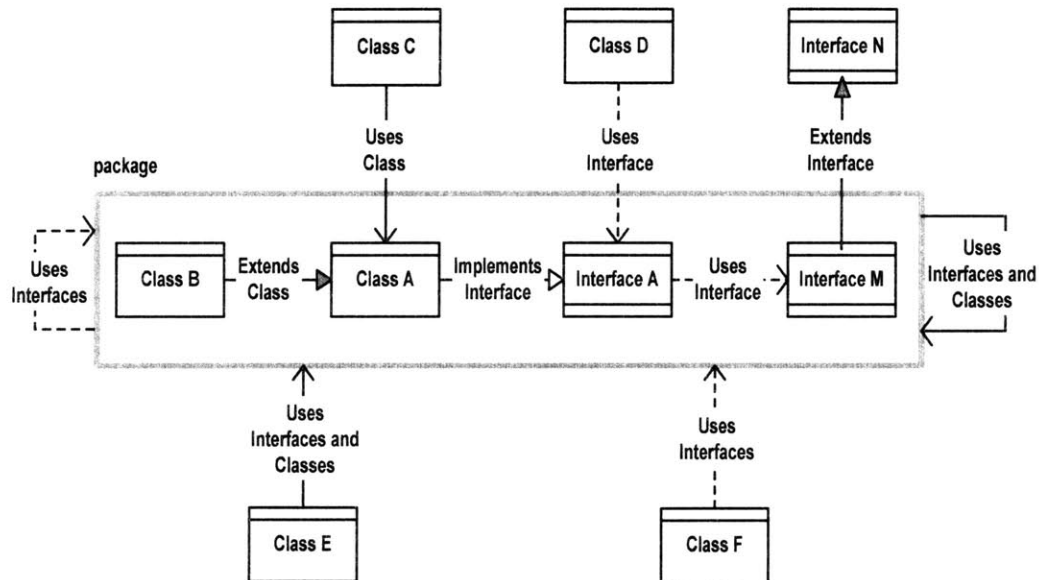 Class C
Class D
Interface N
Uses
Class
Uses
Interface
Extends
Interface
package
Uses
Interfaces
Class B
Extends
Class
Class A
Implements
Interface
Interface A
Uses
Interface
Interface M
Uses
Interfaces and
Classes
Uses
Interfaces and
Classes
Uses
Interfaces
Class E
Class F